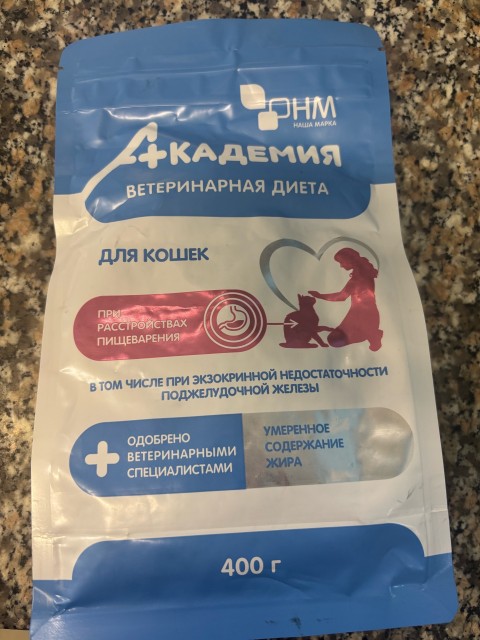 ФНМ
НАША МАРКА
АКАДЕМИЯ
ВЕТЕРИНАРНАЯ ДИЕТА
ДЛЯ КОШЕК
ПРИ
РАССТРОЙСТВАХ
ПИЩЕВАРЕНИЯ
В ТОМ ЧИСЛЕ ПРИ ЭКЗОКРИННОЙ НЕДОСТАТОЧНОСТИ
ПОДЖЕЛУДОЧНОЙ ЖЕЛЕЗЫ
ОДОБРЕНО
ВЕТЕРИНАРНЫМИ
СПЕЦИАЛИСТАМИ
УМЕРЕННОЕ
СОДЕРЖАНИЕ
ЖИРА
400 г